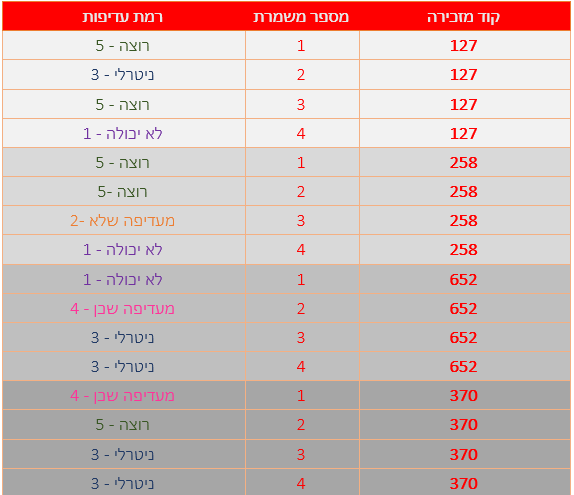 קוד מזכירה מספר משמרת רמת עדיפות
127 1 רוצה - 5
127 2 ניטרלי - 3
127 3 רוצה - 5
127 4 לא יכולה - 1
258 1 רוצה - 5
258 2 רוצה -5
258 3 מעדיפה שלא -2
258 4 לא יכולה - 1
652 1 לא יכולה - 1
652 2 מעדיפה שכן - 4
652 3 ניטרלי - 3
652 4 ניטרלי - 3
370 1 מעדיפה שכן - 4
370 2 רוצה - 5
370 3 ניטרלי - 3
370 4 ניטרלי - 3